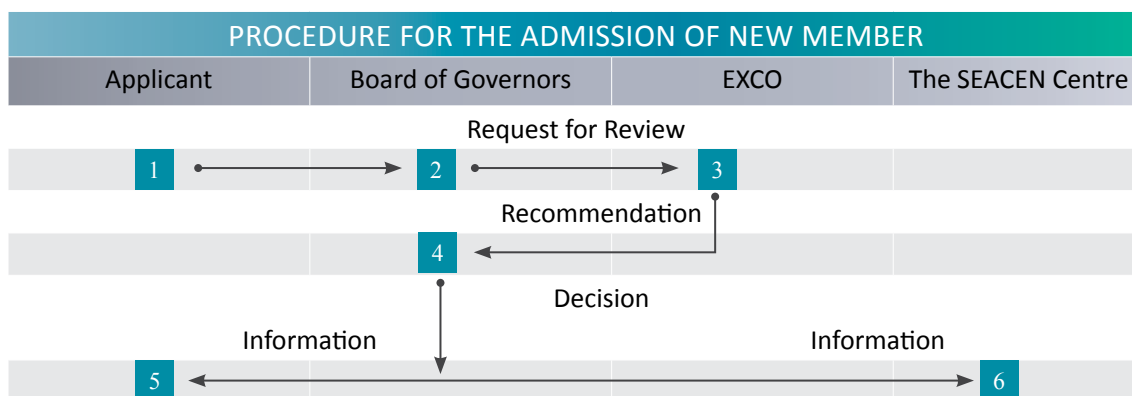 PROCEDURE FOR THE ADMISSION OF NEW MEMBER
Applicant Board of Governors EXCO The SEACEN Centre
Request for Review
1 2 3
Recommendation
4
Decision
Information Information
5 6